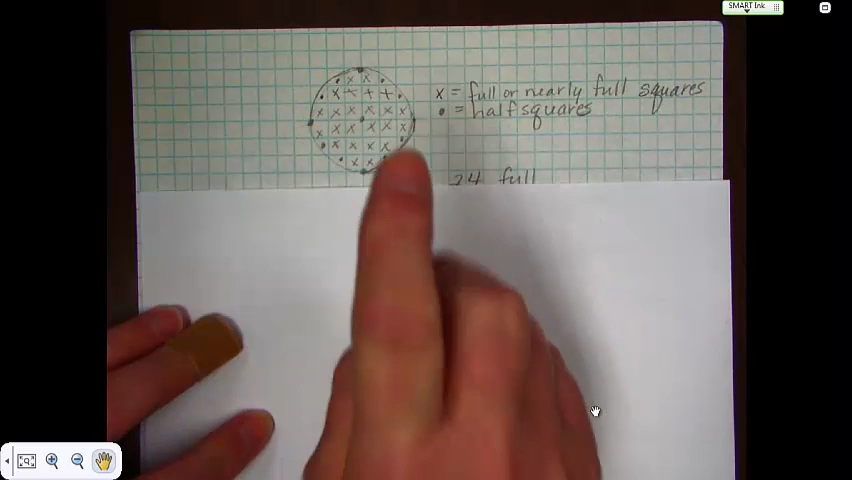 SMART Ink
x = full or nearly full squares
• = half squares
24 full